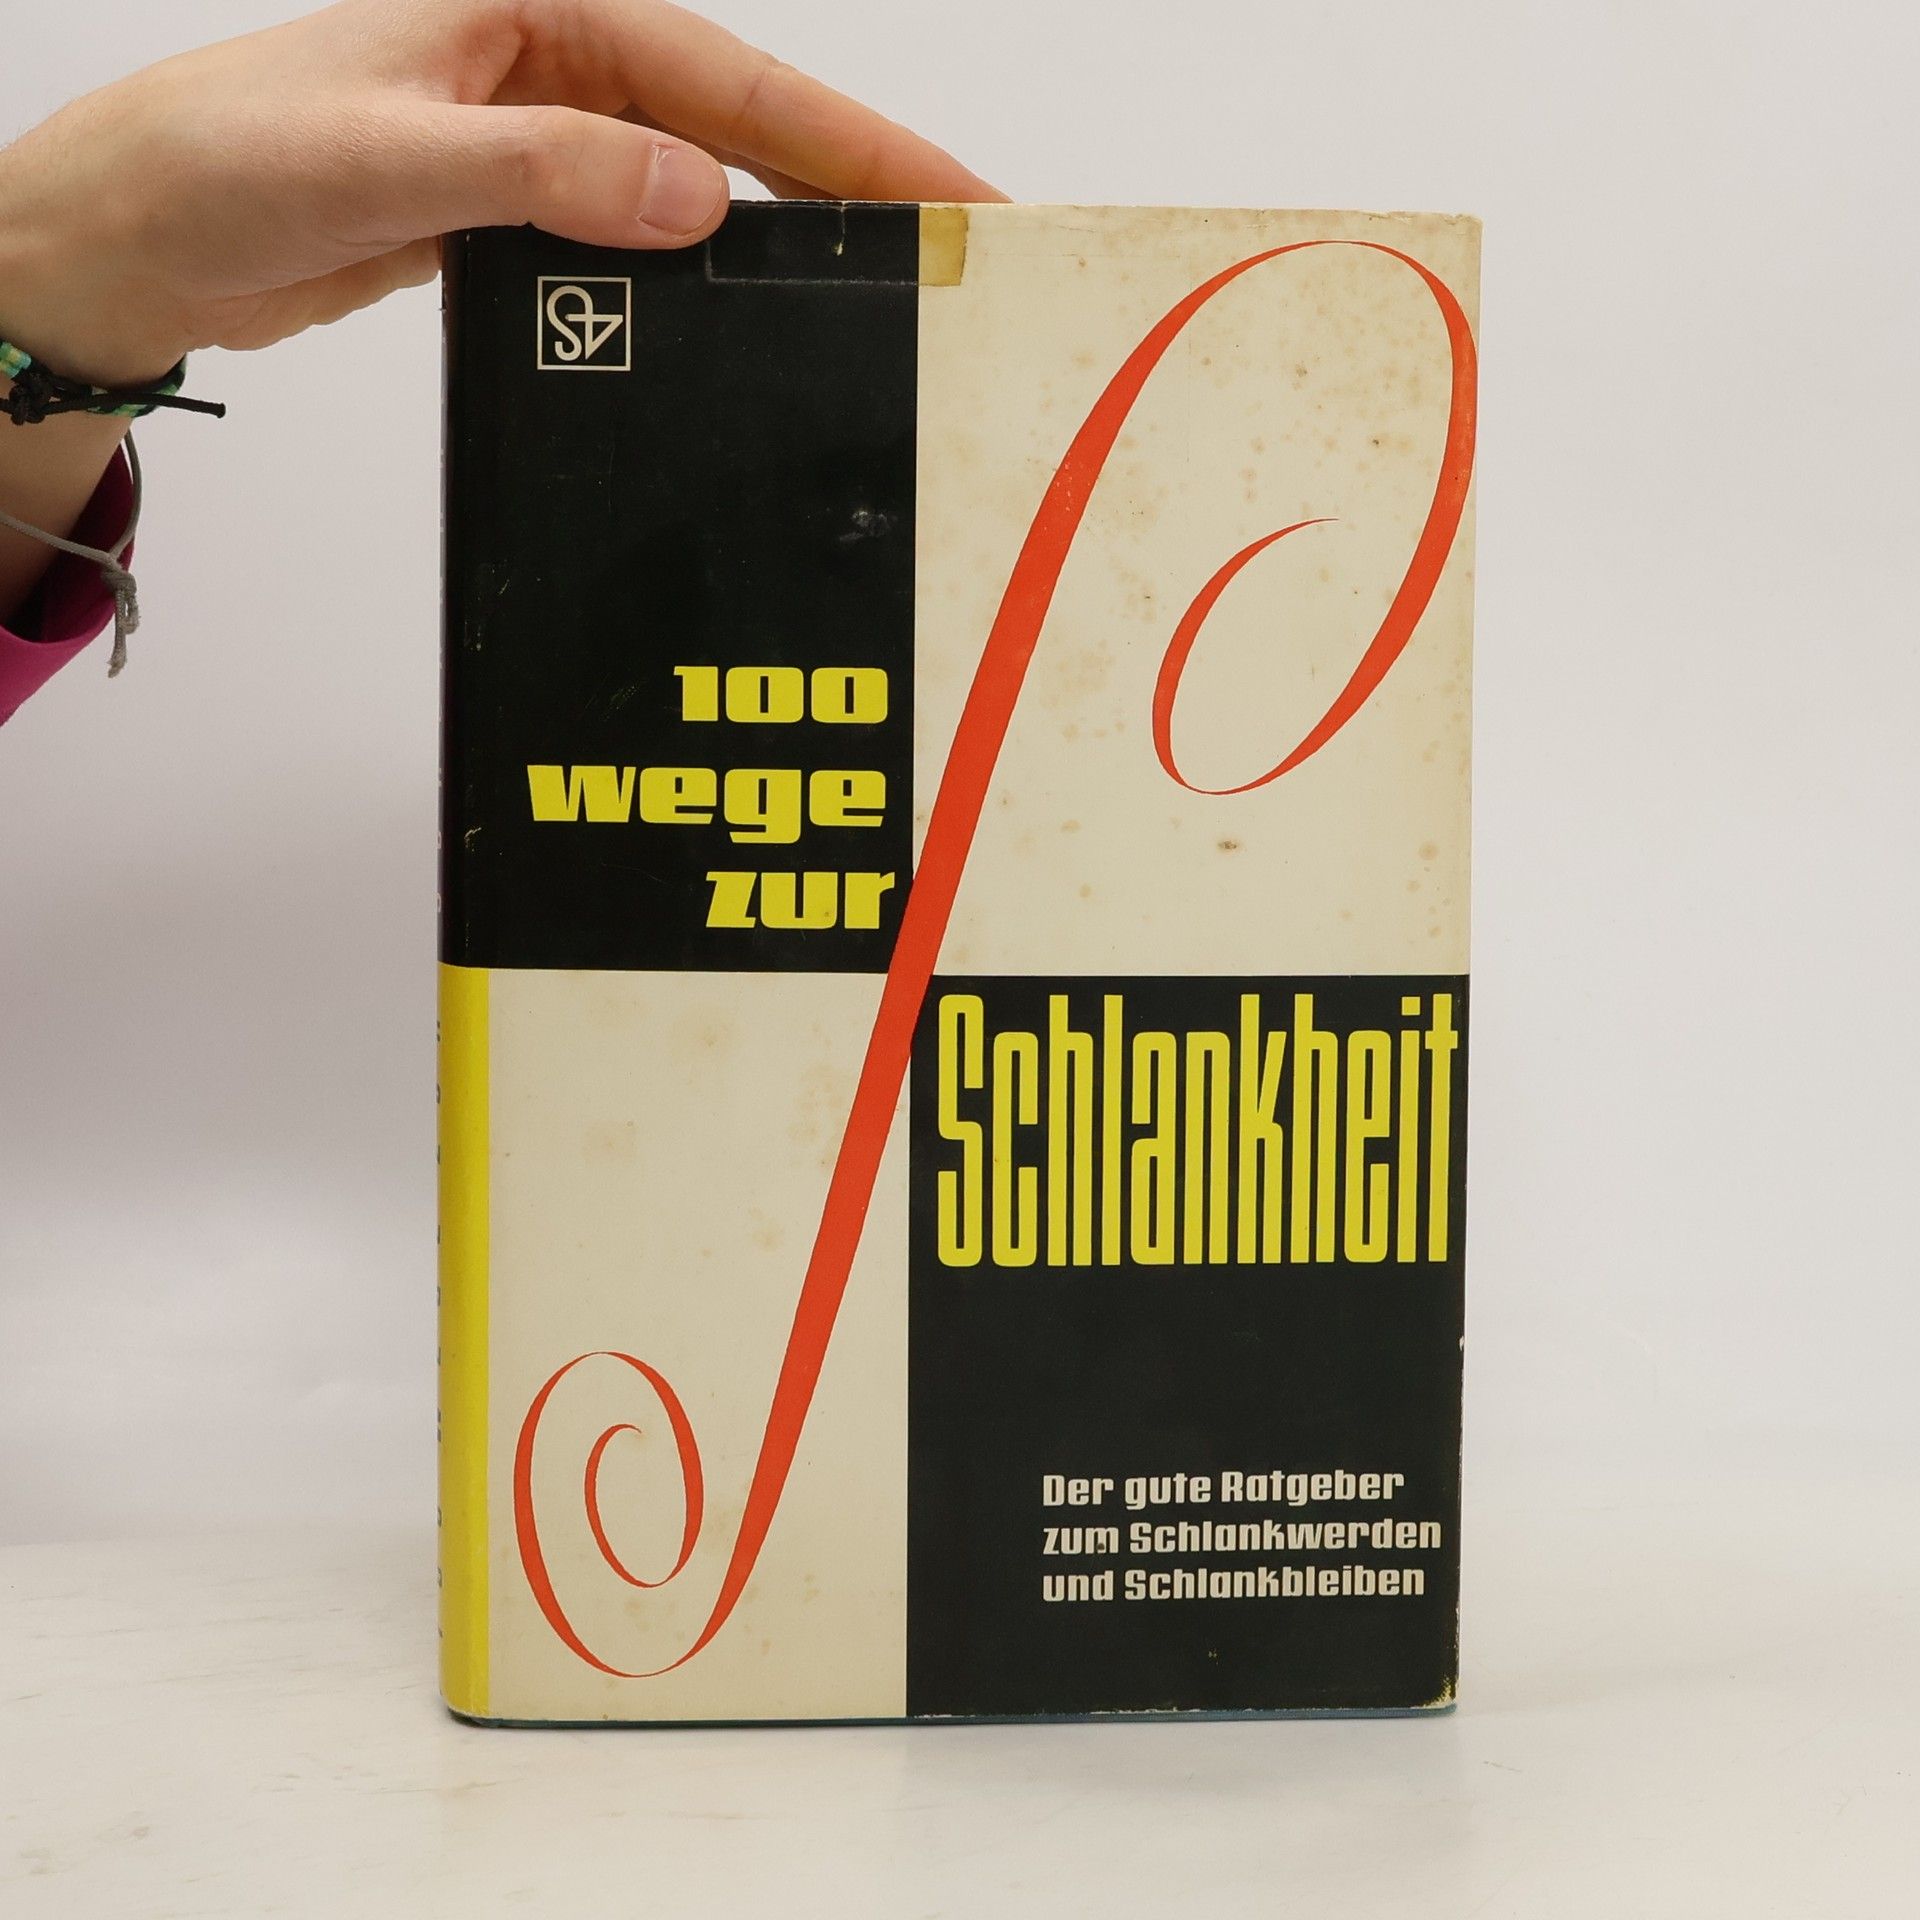 100
wege
zur
Schlankheit
Der gute Ratgeber
zum Schlankwerden
und Schlankbleiben